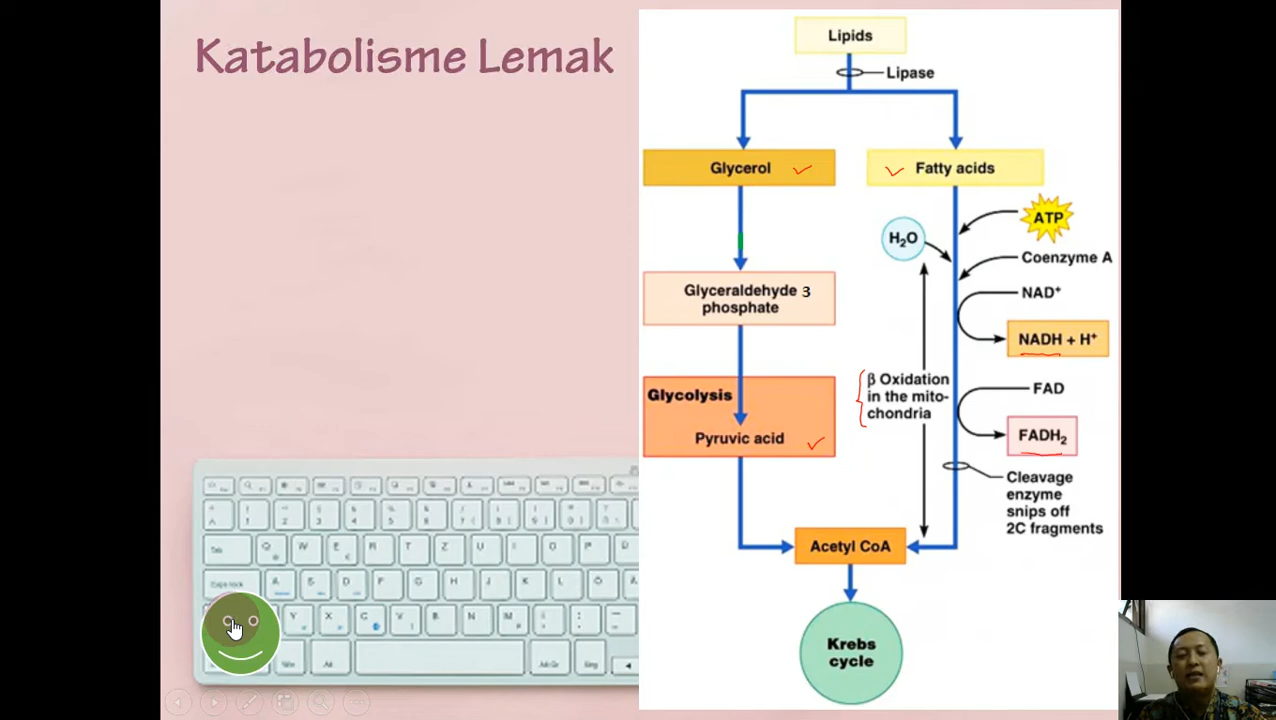 Katabolisme Lemak
Lipids
Lipase
Glycerol
Fatty acids
ATP
H₂O
Coenzyme A
Glyceraldehyde 3
phosphate
NAD⁺
NADH + H⁺
β Oxidation
in the mito-
chondria
FAD
FADH₂
Glycolysis
Pyruvic acid
Cleavage
enzyme
snips off
2C fragments
Acetyl CoA
Krebs
cycle